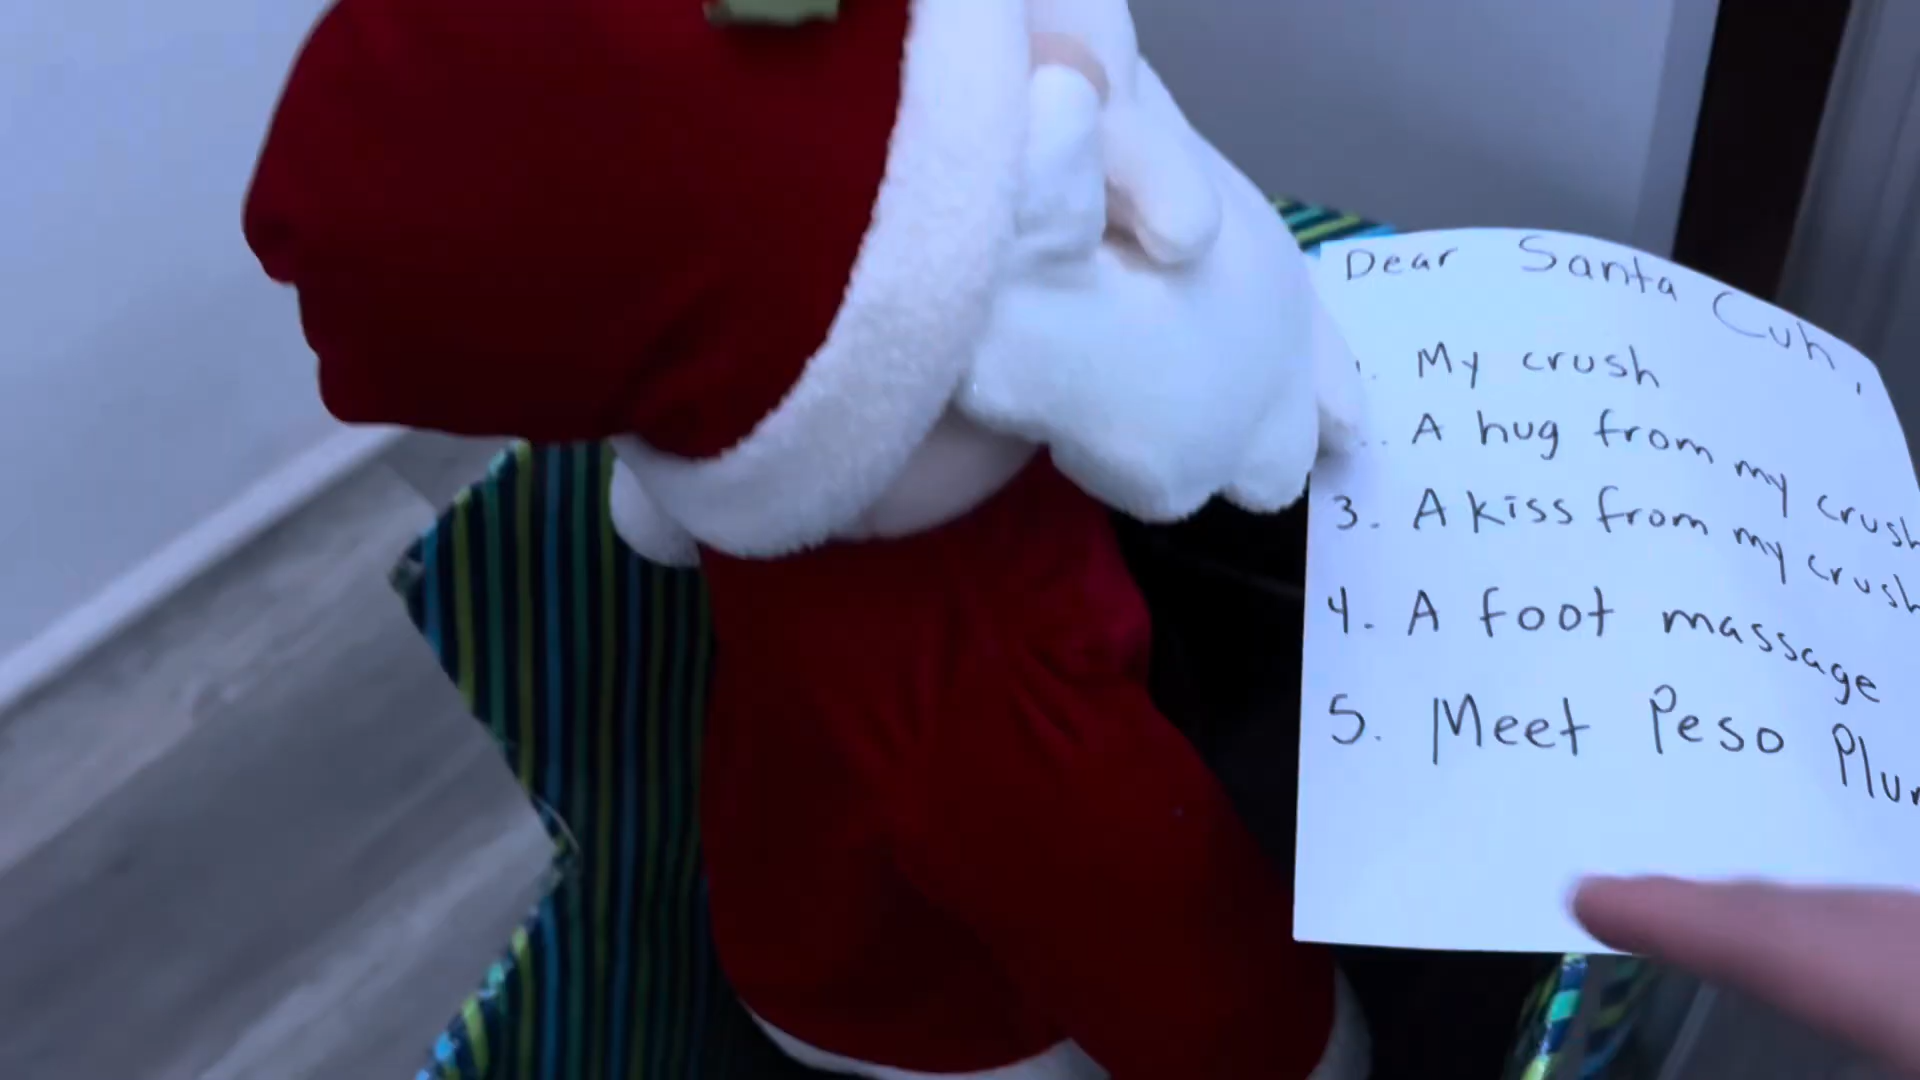 Dear Santa Cuh,
. My crush
.. A hug from my crush
3. A kiss from my crush
4. A foot massage
5. Meet Peso